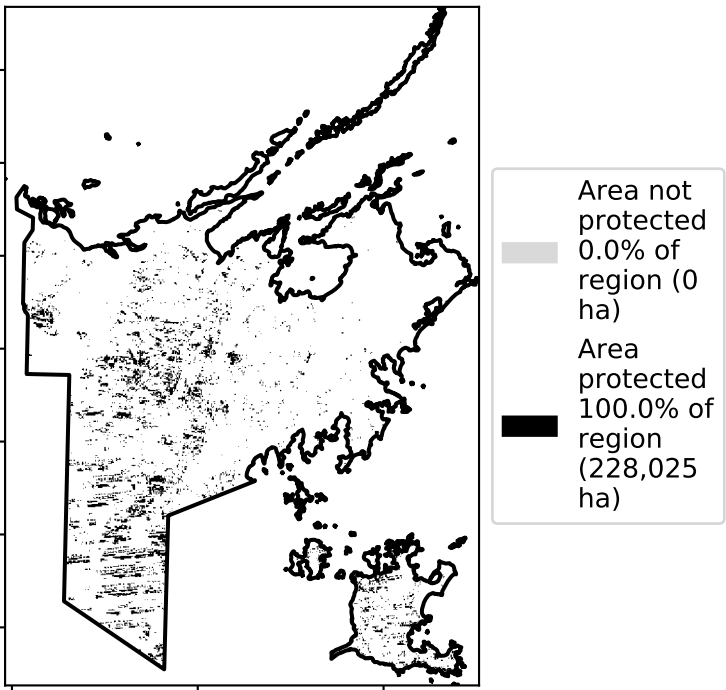 Area not
protected
0.0% of
region (0
ha)
Area
protected
100.0% of
region
(228,025
ha)